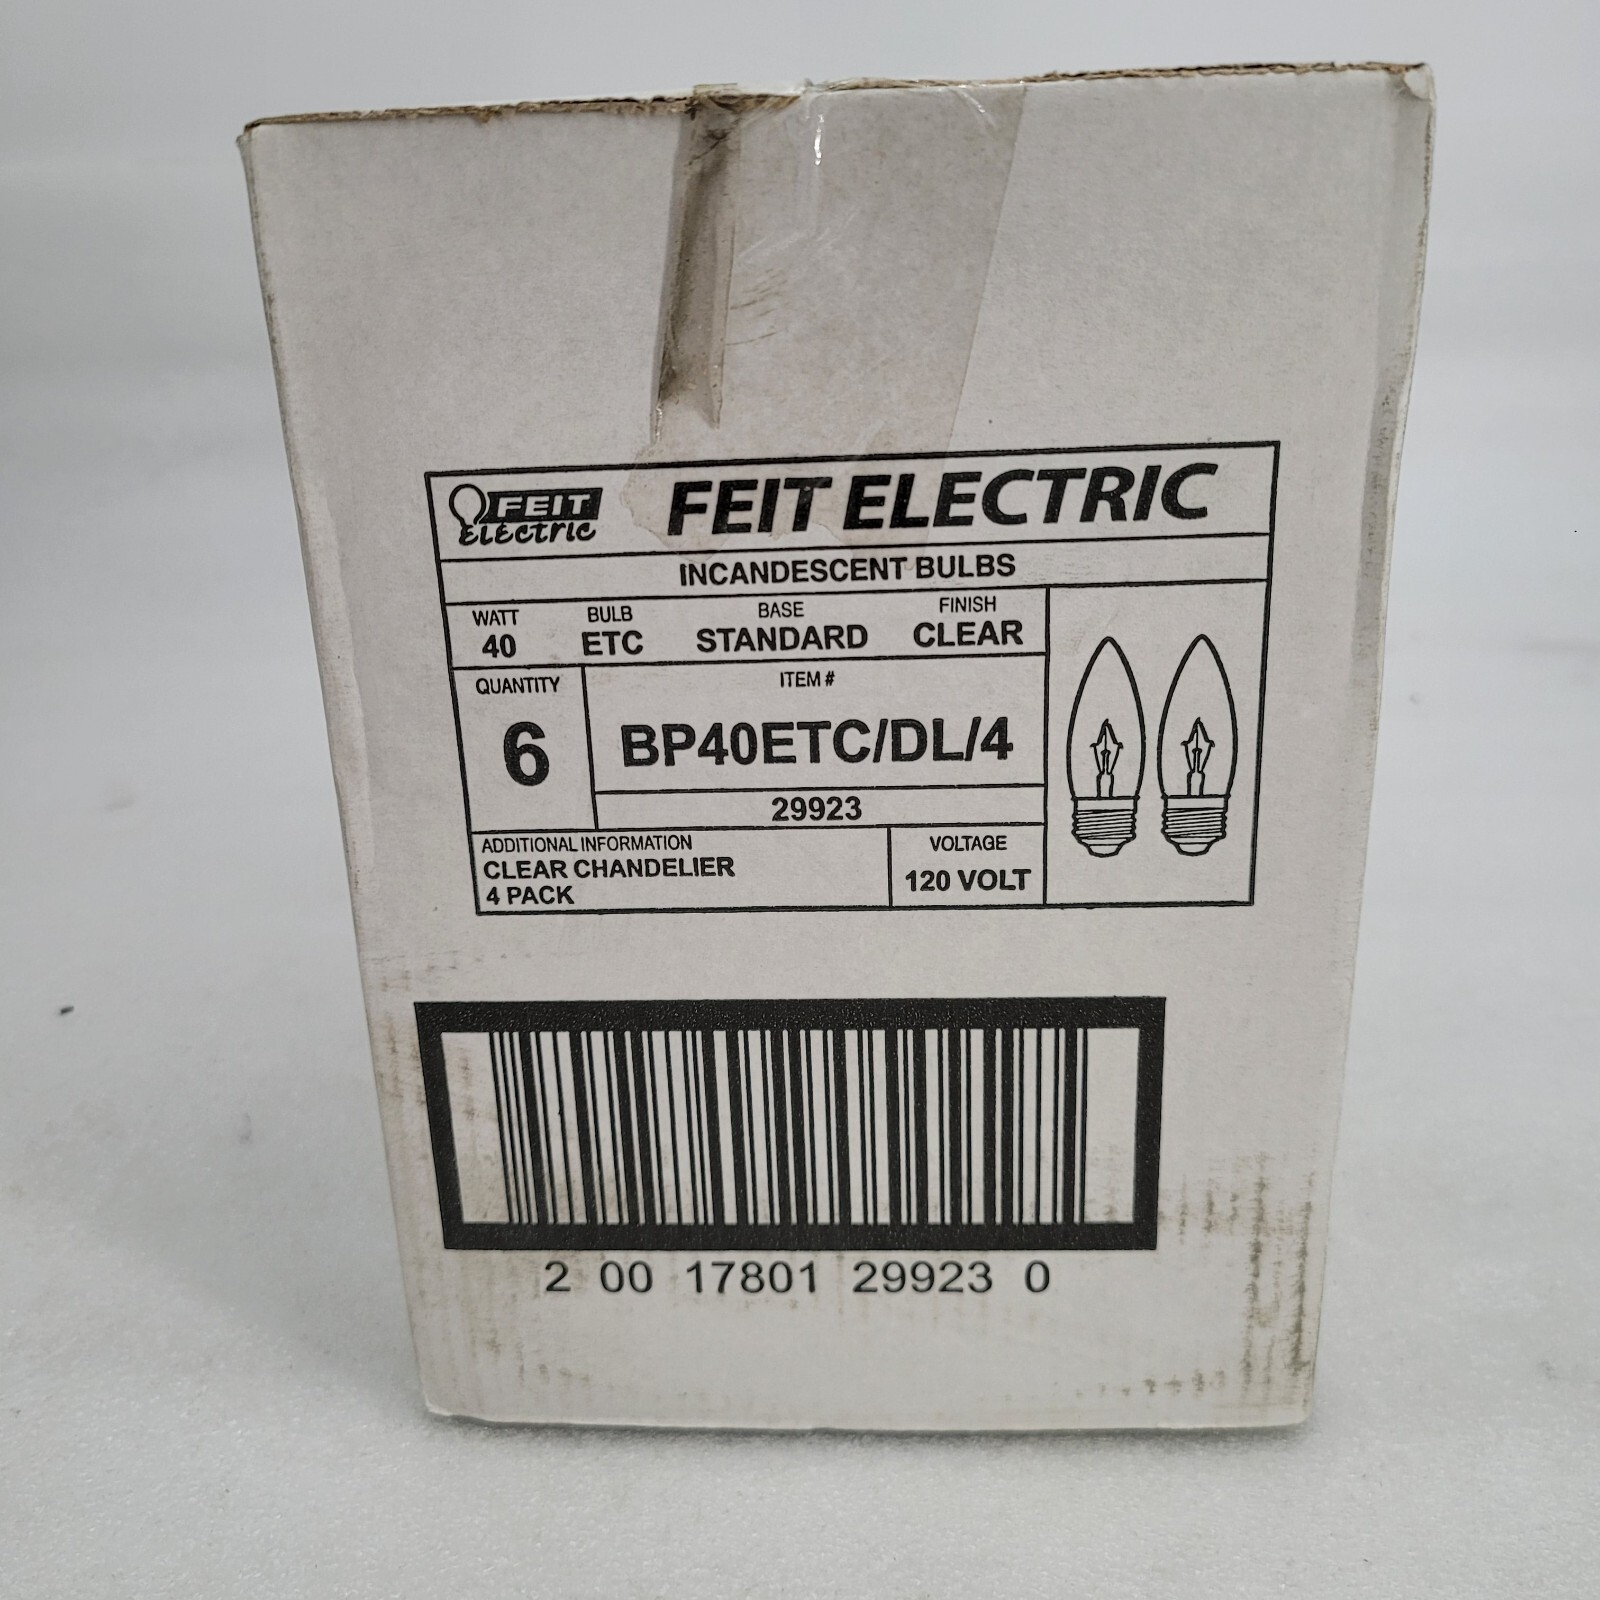 FEIT
Electric
FEIT ELECTRIC
INCANDESCENT BULBS
WATT BULB BASE FINISH
40 ETC STANDARD CLEAR
QUANTITY
6
ITEM #
BP40ETC/DL/4
29923
ADDITIONAL INFORMATION
CLEAR CHANDELIER
4 PACK
VOLTAGE
120 VOLT
2 00 17801 29923 0